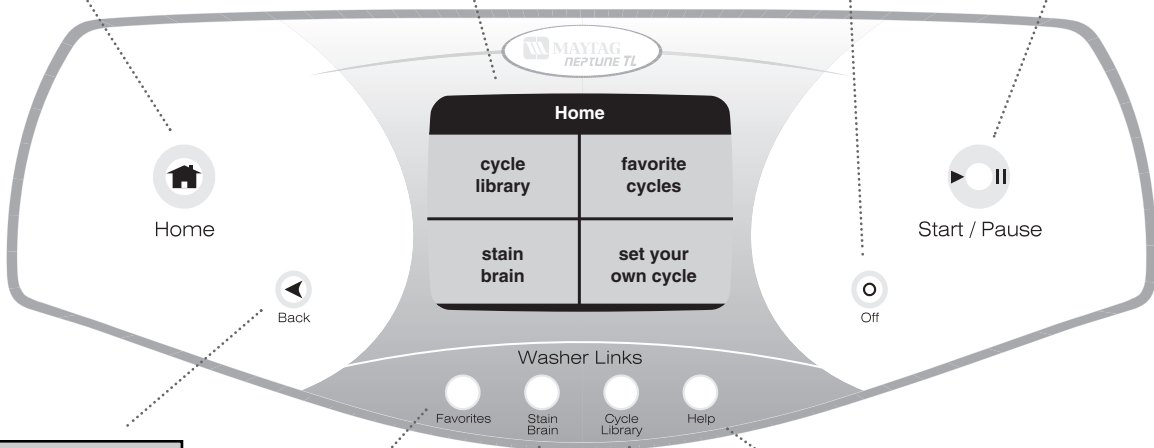 MAYTAG
NEPTUNE TL
Home
cycle
library
favorite
cycles
stain
brain
set your
own cycle
Home
Back
Start / Pause
Off
Washer Links
Favorites
Stain
Brain
Cycle
Library
Help